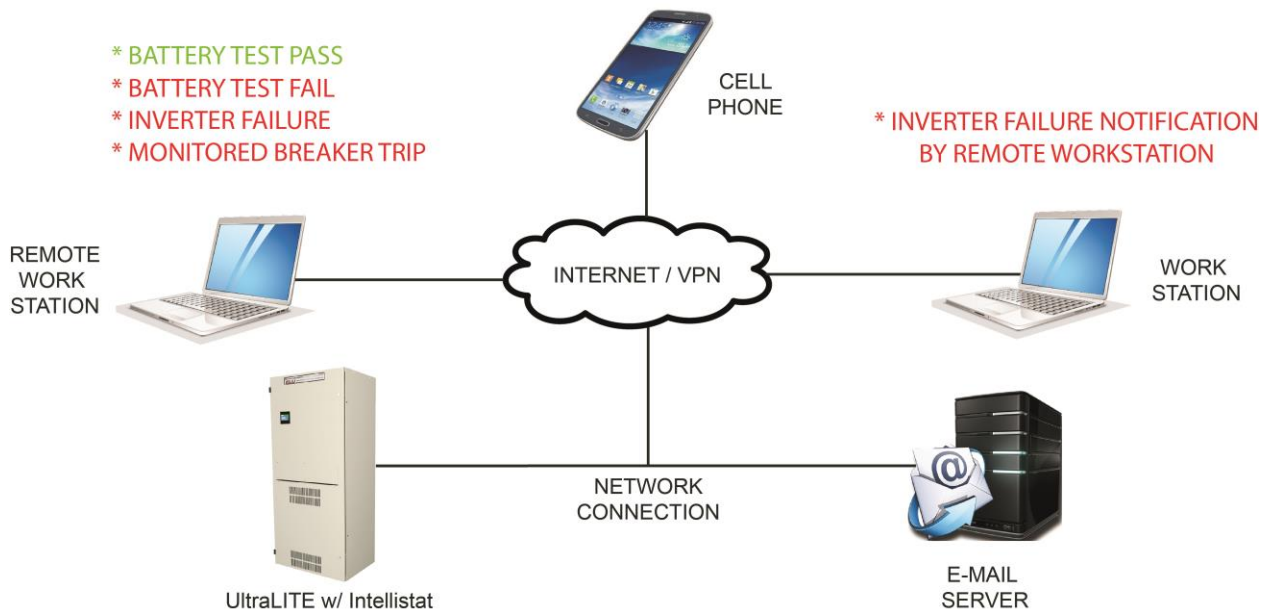 * BATTERY TEST PASS
* BATTERY TEST FAIL
* INVERTER FAILURE
* MONITORED BREAKER TRIP
CELL
PHONE
* INVERTER FAILURE NOTIFICATION
BY REMOTE WORKSTATION
REMOTE
WORK
STATION
INTERNET / VPN
WORK
STATION
NETWORK
CONNECTION
@
UltraLITE w/ Intellistat
E-MAIL
SERVER